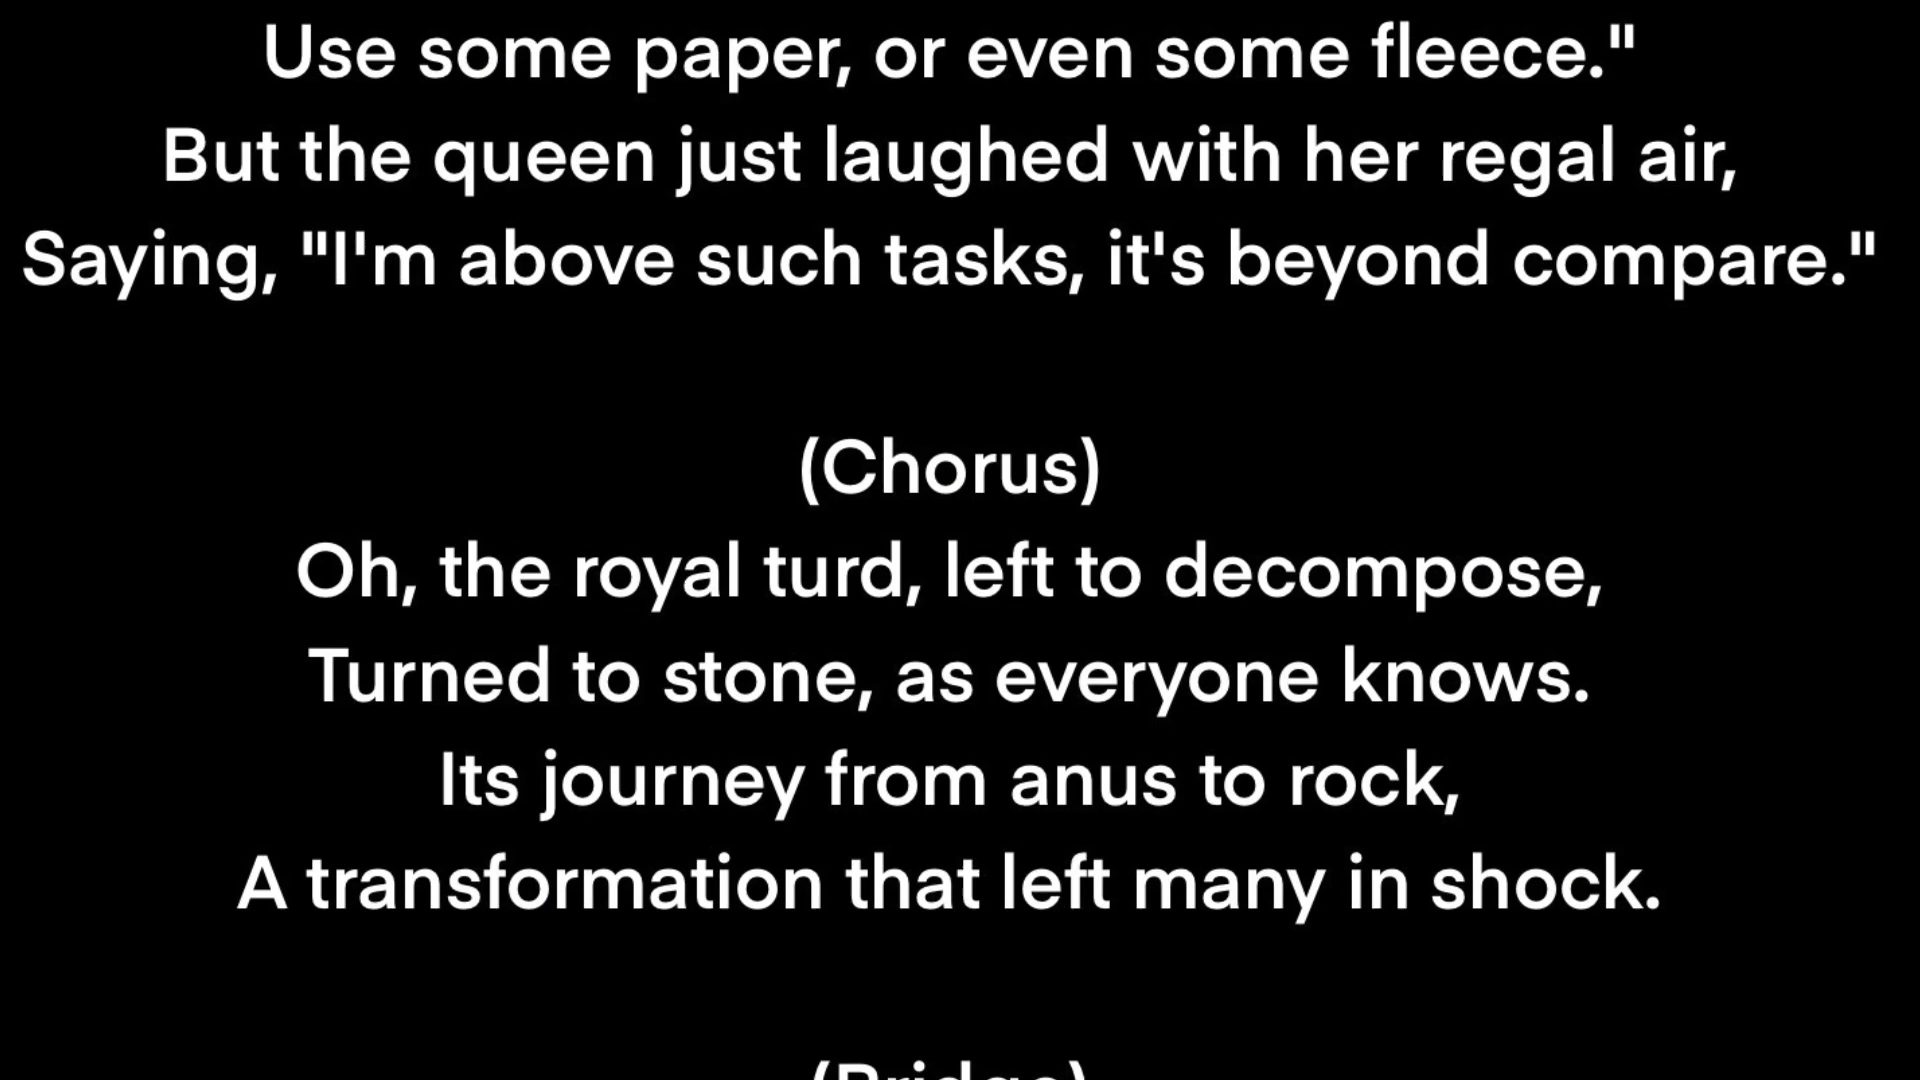 Use some paper, or even some fleece."
But the queen just laughed with her regal air,
Saying, "I'm above such tasks, it's beyond compare."
(Chorus)
Oh, the royal turd, left to decompose,
Turned to stone, as everyone knows.
Its journey from anus to rock,
A transformation that left many in shock.
(Bridge)